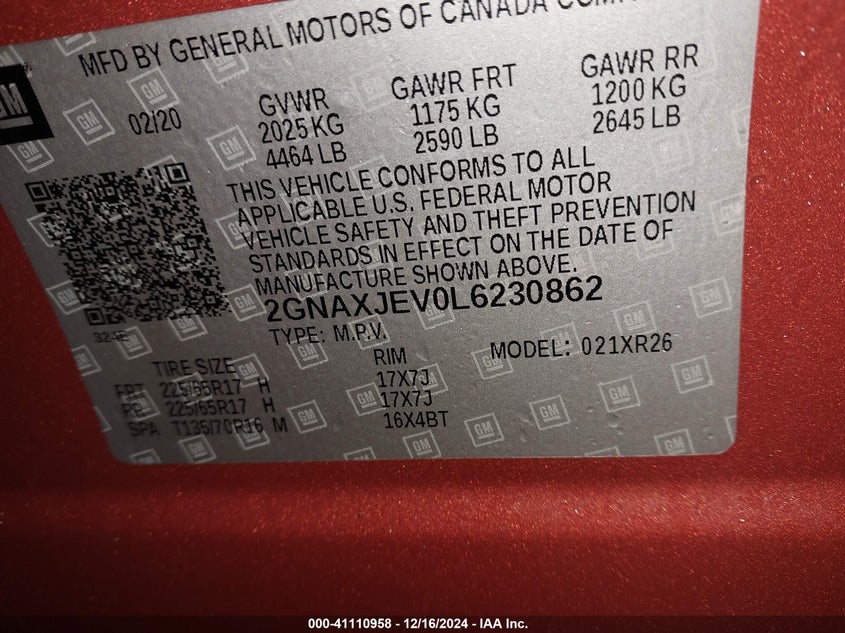 MFD BY GENERAL MOTORS OF CANADA
GM
02/20
GVWR
2025 KG
4464 LB
GAWR FRT
1175 KG
2590 LB
GAWR RR
1200 KG
2645 LB
THIS VEHICLE CONFORMS TO ALL
APPLICABLE U.S. FEDERAL MOTOR
VEHICLE SAFETY AND THEFT PREVENTION
STANDARDS IN EFFECT ON THE DATE OF
MANUFACTURE SHOWN ABOVE.
2GNAXJEV0L6230862
324E
TYPE: M.P.V.
MODEL: 021XR26
TIRE SIZE RIM
FRT 225/65R17 H 17X7J
RR 225/65R17 H 17X7J
SPA T135/70R16 M 16X4BT
000-41110958 - 12/16/2024 - IAA Inc.